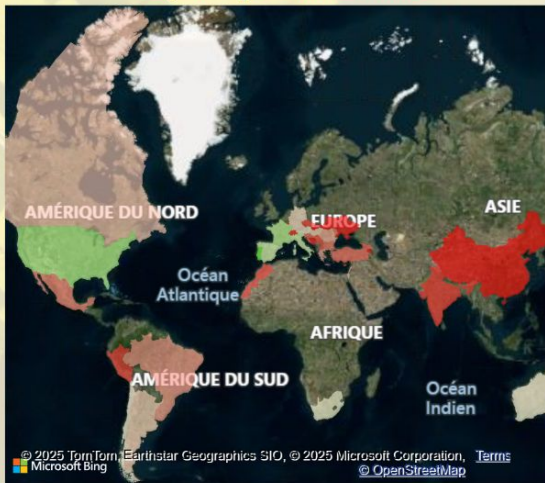 AMÉRIQUE DU NORD
EUROPE
ASIE
Océan
Atlantique
AFRIQUE
AMÉRIQUE DU SUD
Océan
Indien
© 2025 TomTom, Earthstar Geographics SIO, © 2025 Microsoft Corporation, Terms
Microsoft Bing
© OpenStreetMap